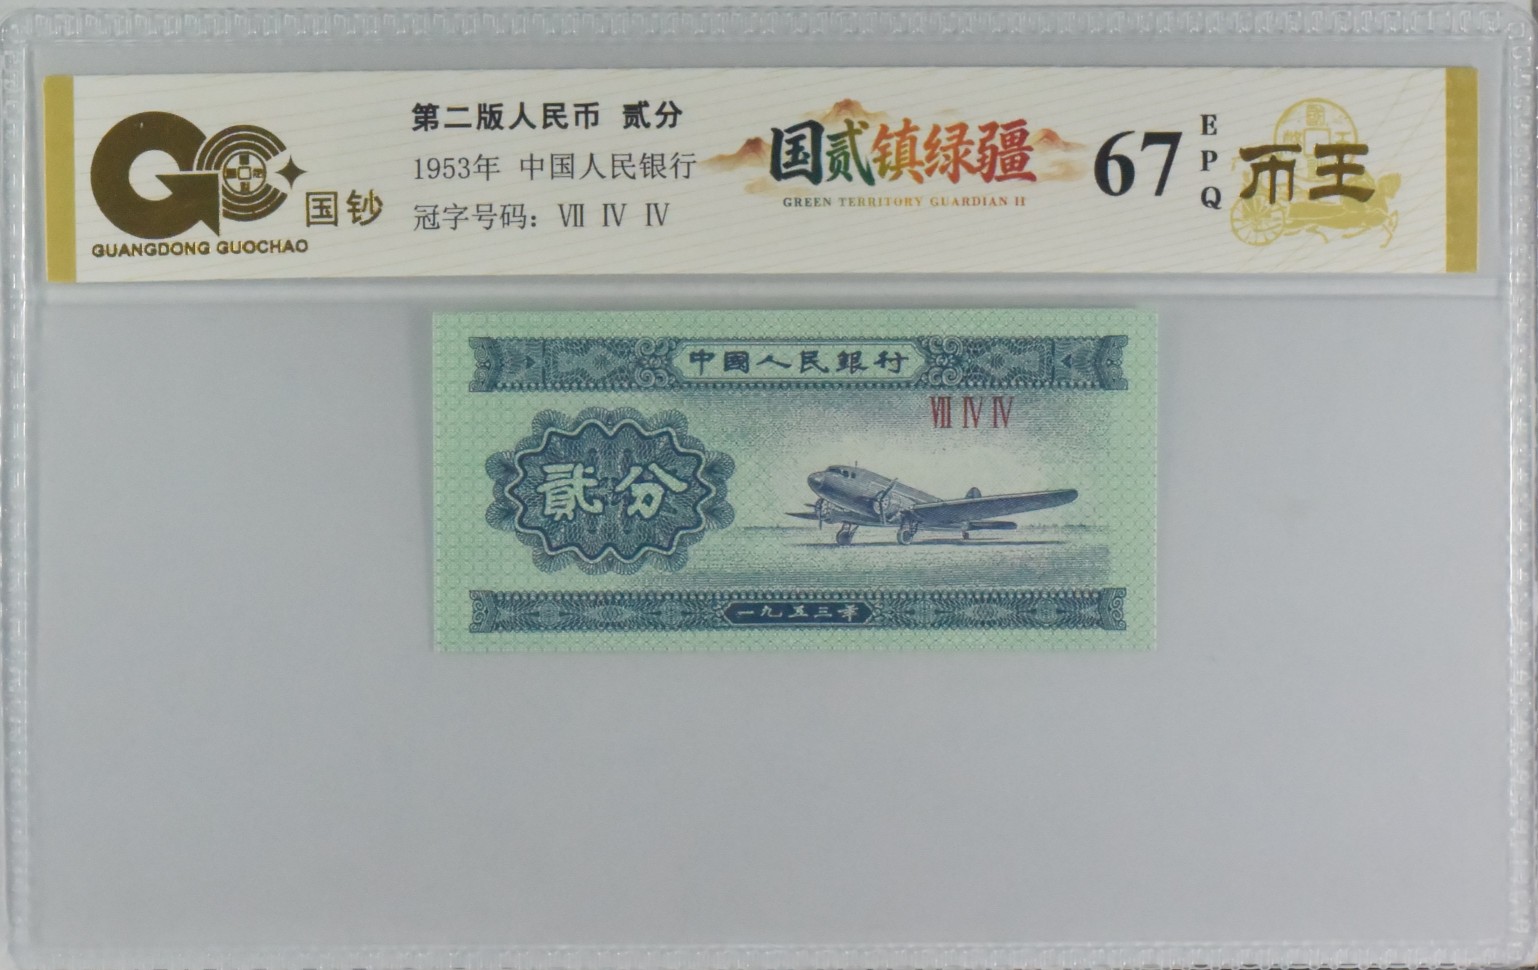 GUANGDONG GUOCHAO
国钞
第二版人民币 贰分
1953年 中国人民银行
冠字号码：Ⅶ Ⅳ Ⅳ
国贰镇绿疆
GREEN TERRITORY GUARDIAN II
67
EPQ
币王
中國人民銀行
Ⅶ Ⅳ Ⅳ
貳分
一九五三年